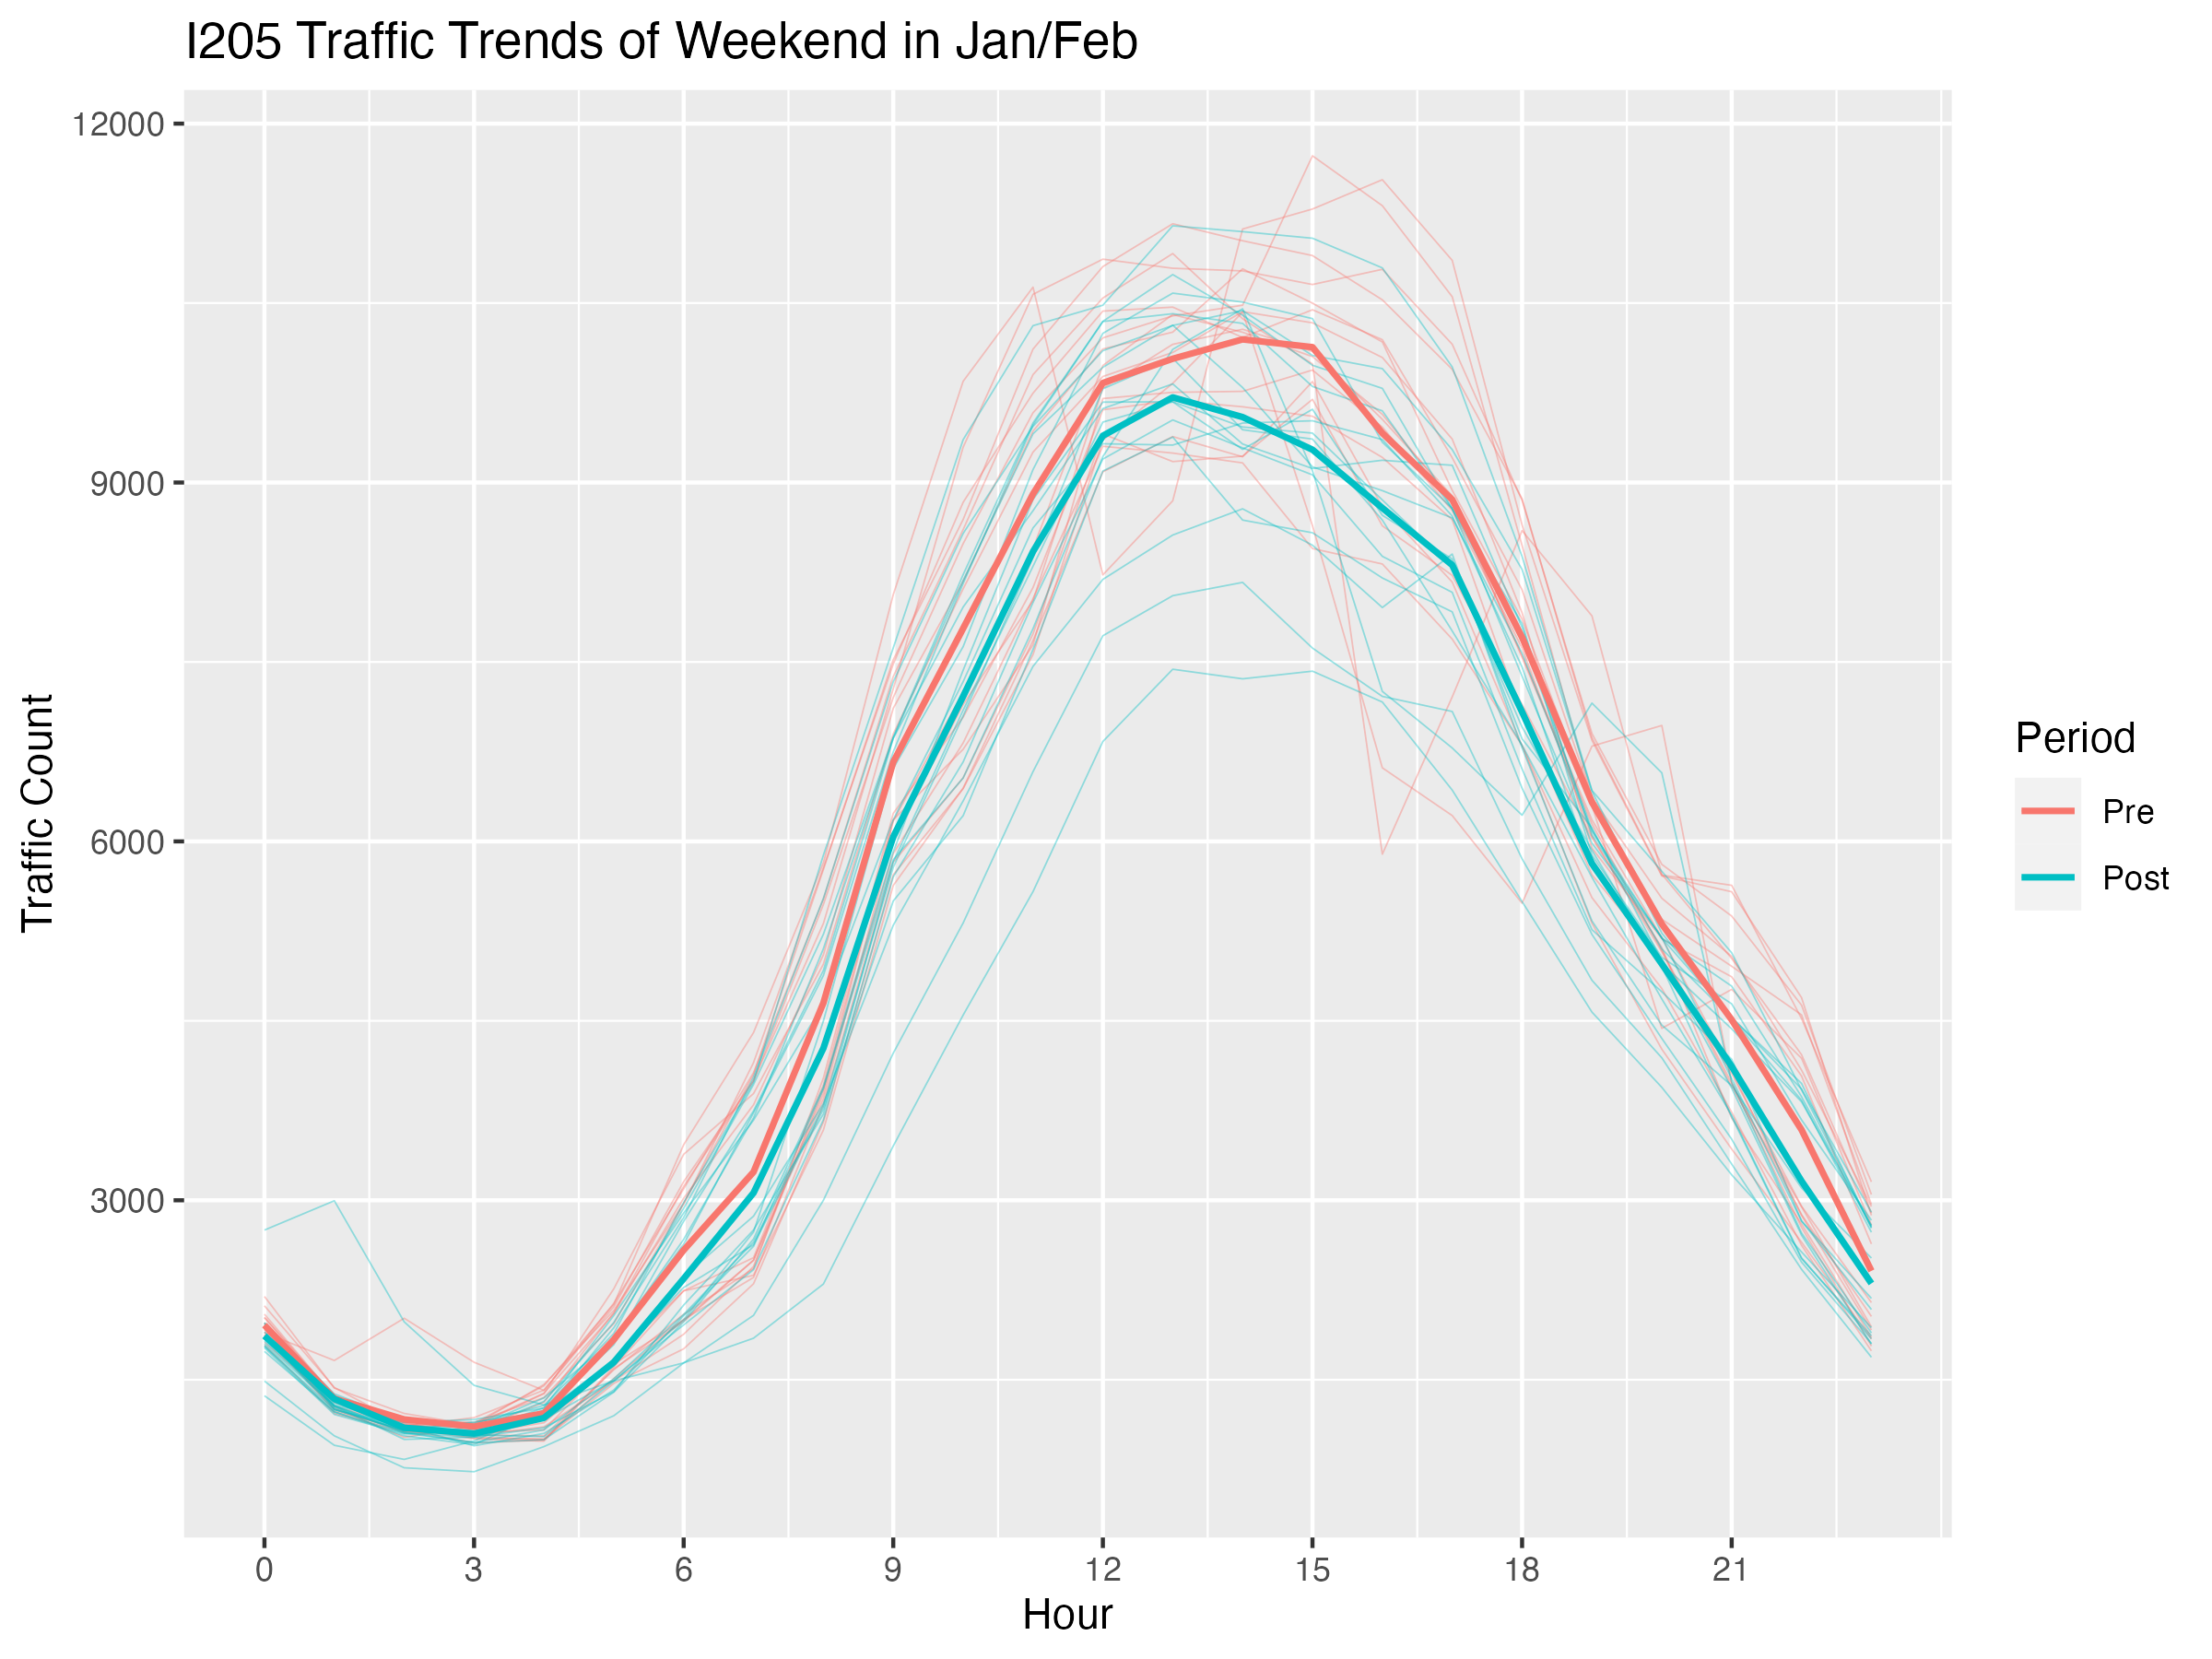 I205 Traffic Trends of Weekend in Jan/Feb
12000
9000
6000
3000
Traffic Count
0 3 6 9 12 15 18 21
Hour
Period
Pre
Post